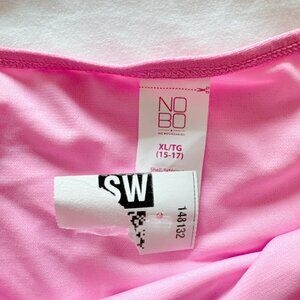 NO
BO
NO BOUNDARIES
XL/TG
(15-17)
SW
148132